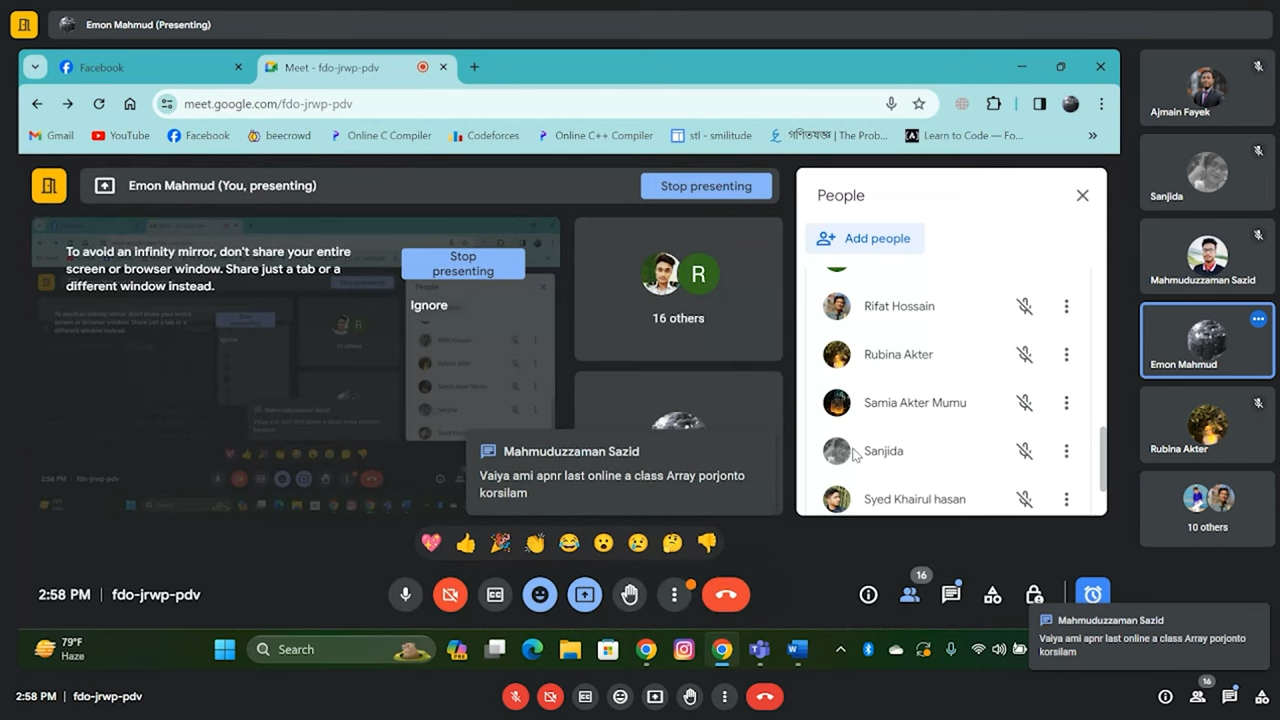 Emon Mahmud (Presenting)
Facebook
Meet - fdo-jrwp-pdv
meet.google.com/fdo-jrwp-pdv
Gmail
YouTube
Facebook
beecrowd
Online C Compiler
Codeforces
Online C++ Compiler
stl - smilitude
গণিতযজ্ঞ | The Prob...
Learn to Code — Fo...
Emon Mahmud (You, presenting)
Stop presenting
To avoid an infinity mirror, don't share your entire
screen or browser window. Share just a tab or a
different window instead.
Stop
presenting
Ignore
R
16 others
Mahmuduzzaman Sazid
Vaiya ami apnr last online a class Array porjonto
korsilam
People
Add people
Rifat Hossain
Rubina Akter
Samia Akter Mumu
Sanjida
Syed Khairul hasan
Ajmain Fayek
Sanjida
Mahmuduzzaman Sazid
Emon Mahmud
Rubina Akter
10 others
2:58 PM | fdo-jrwp-pdv
16
Mahmuduzzaman Sazid
Vaiya ami apnr last online a class Array porjonto
korsilam
79°F
Haze
Search
2:58 PM | fdo-jrwp-pdv
16